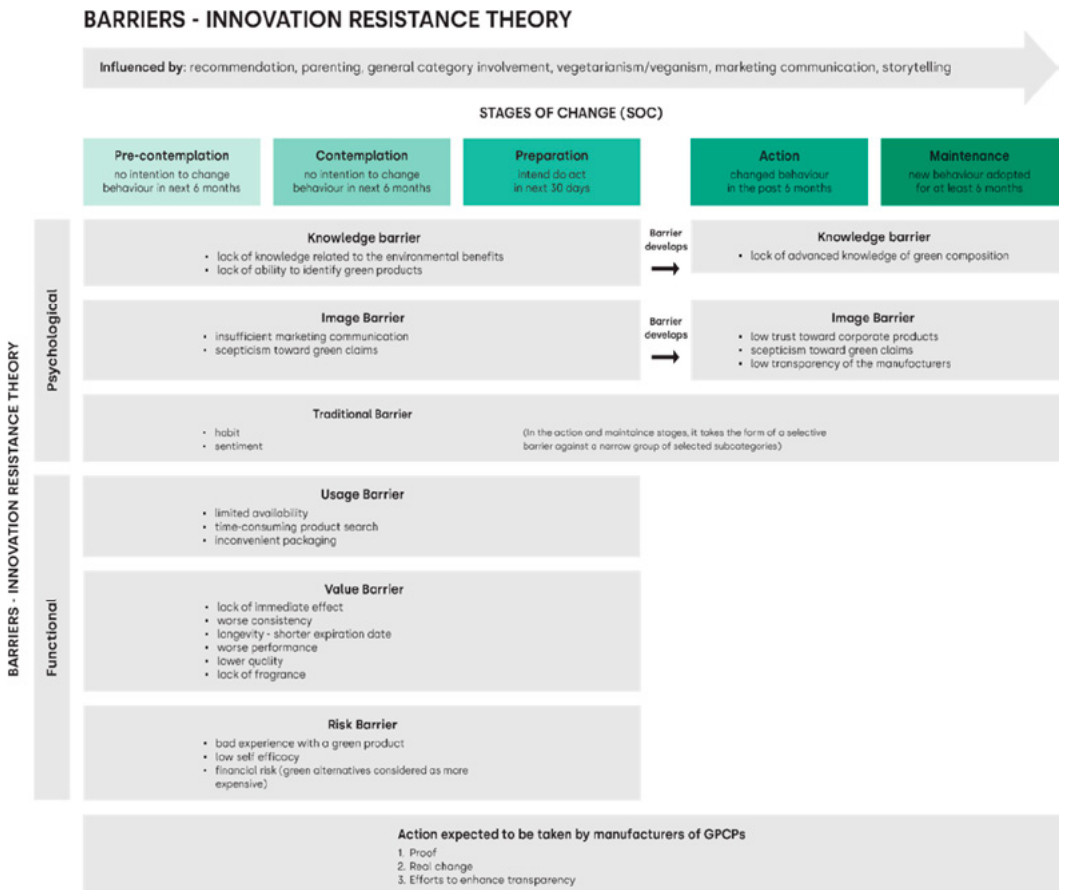 BARRIERS - INNOVATION RESISTANCE THEORY
Influenced by: recommendation, parenting, general category involvement, vegetarianism/veganism, marketing communication, storytelling
STAGES OF CHANGE (SOC)
Pre-contemplation
no intention to change
behaviour in next 6 months
Contemplation
no intention to change
behaviour in next 6 months
Preparation
intend do act
in next 30 days
Action
changed behaviour
in the past 6 months
Maintenance
new behaviour adopted
for at least 6 months
BARRIERS - INNOVATION RESISTANCE THEORY
Psychological
Knowledge barrier
• lack of knowledge related to the environmental benefits
• lack of ability to identify green products
Barrier
develops
Knowledge barrier
• lack of advanced knowledge of green composition
Image Barrier
• insufficient marketing communication
• scepticism toward green claims
Barrier
develops
Image Barrier
• low trust toward corporate products
• scepticism toward green claims
• low transparency of the manufacturers
Traditional Barrier
• habit
• sentiment
(In the action and maintaince stages, it takes the form of a selective
barrier against a narrow group of selected subcategories)
Functional
Usage Barrier
• limited availability
• time-consuming product search
• inconvenient packaging
Value Barrier
• lack of immediate effect
• worse consistency
• longevity - shorter expiration date
• worse performance
• lower quality
• lack of fragrance
Risk Barrier
• bad experience with a green product
• low self efficacy
• financial risk (green alternatives considered as more
expensive)
Action expected to be taken by manufacturers of GPCPs
1. Proof
2. Real change
3. Efforts to enhance transparency